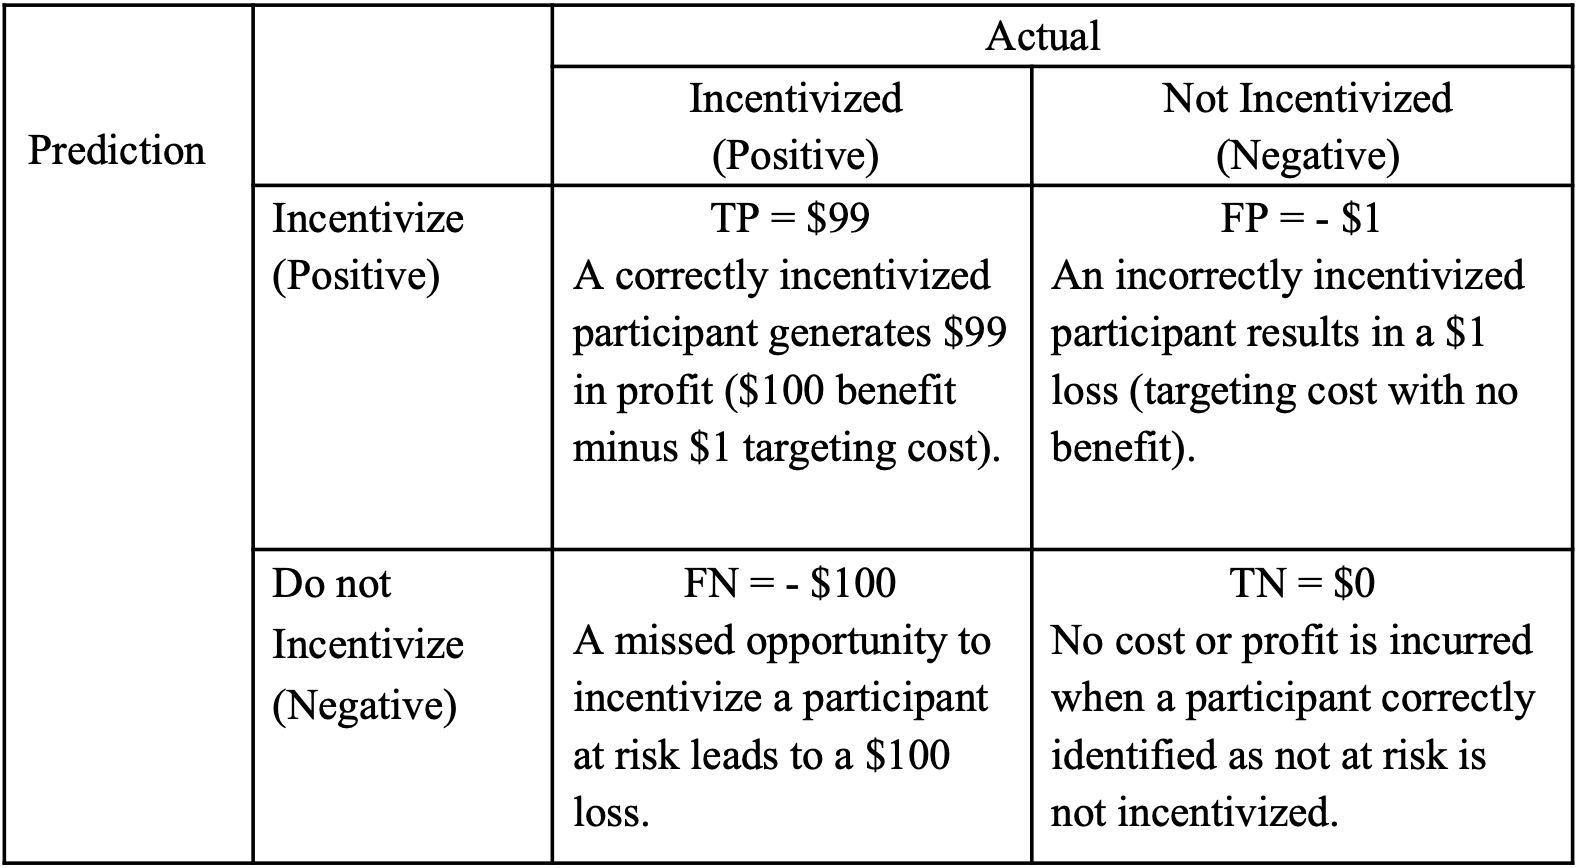 Actual
Prediction
Incentivized
(Positive)
Not Incentivized
(Negative)
Incentivize
(Positive)
TP = $99
A correctly incentivized
participant generates $99
in profit ($100 benefit
minus $1 targeting cost).
FP = - $1
An incorrectly incentivized
participant results in a $1
loss (targeting cost with no
benefit).
Do not
Incentivize
(Negative)
FN = - $100
A missed opportunity to
incentivize a participant
at risk leads to a $100
loss.
TN = $0
No cost or profit is incurred
when a participant correctly
identified as not at risk is
not incentivized.